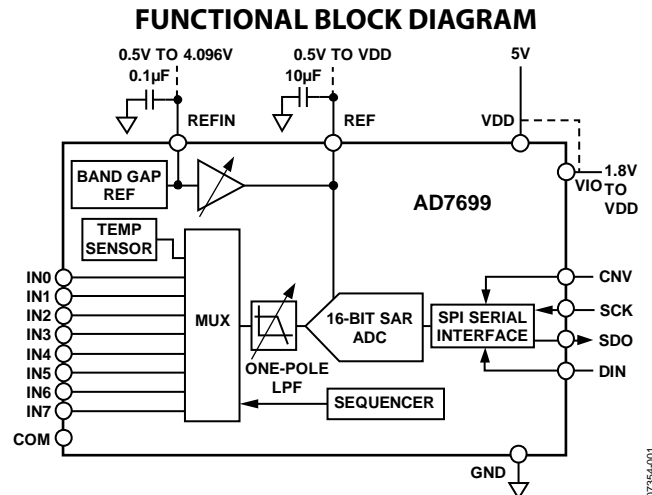 FUNCTIONAL BLOCK DIAGRAM
0.5V TO 4.096V
0.1µF
0.5V TO VDD
10µF
5V
REFIN
REF
VDD
VIO
1.8V
TO
VDD
BAND GAP
REF
AD7699
TEMP
SENSOR
IN0
IN1
IN2
IN3
IN4
IN5
IN6
IN7
COM
MUX
ONE-POLE
LPF
16-BIT SAR
ADC
SPI SERIAL
INTERFACE
CNV
SCK
SDO
DIN
SEQUENCER
GND
07354-001